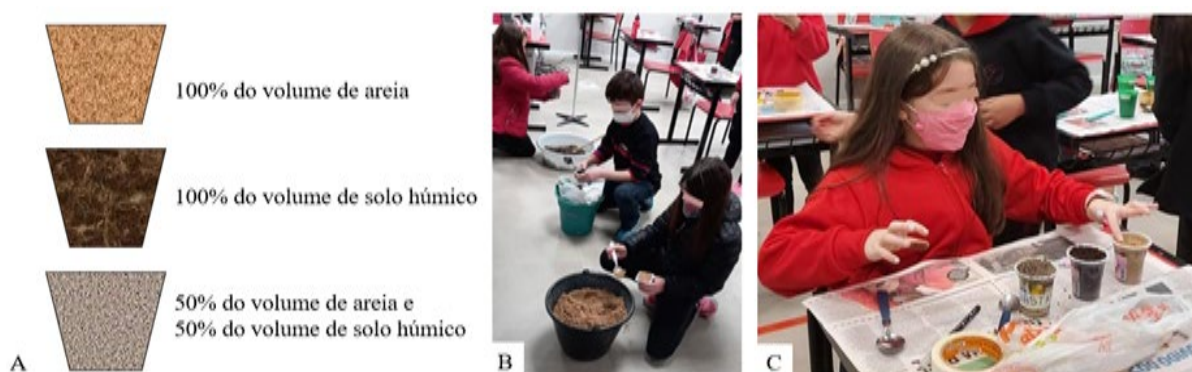 100% do volume de areia
100% do volume de solo húmico
50% do volume de areia e
50% do volume de solo húmico
A
B
C